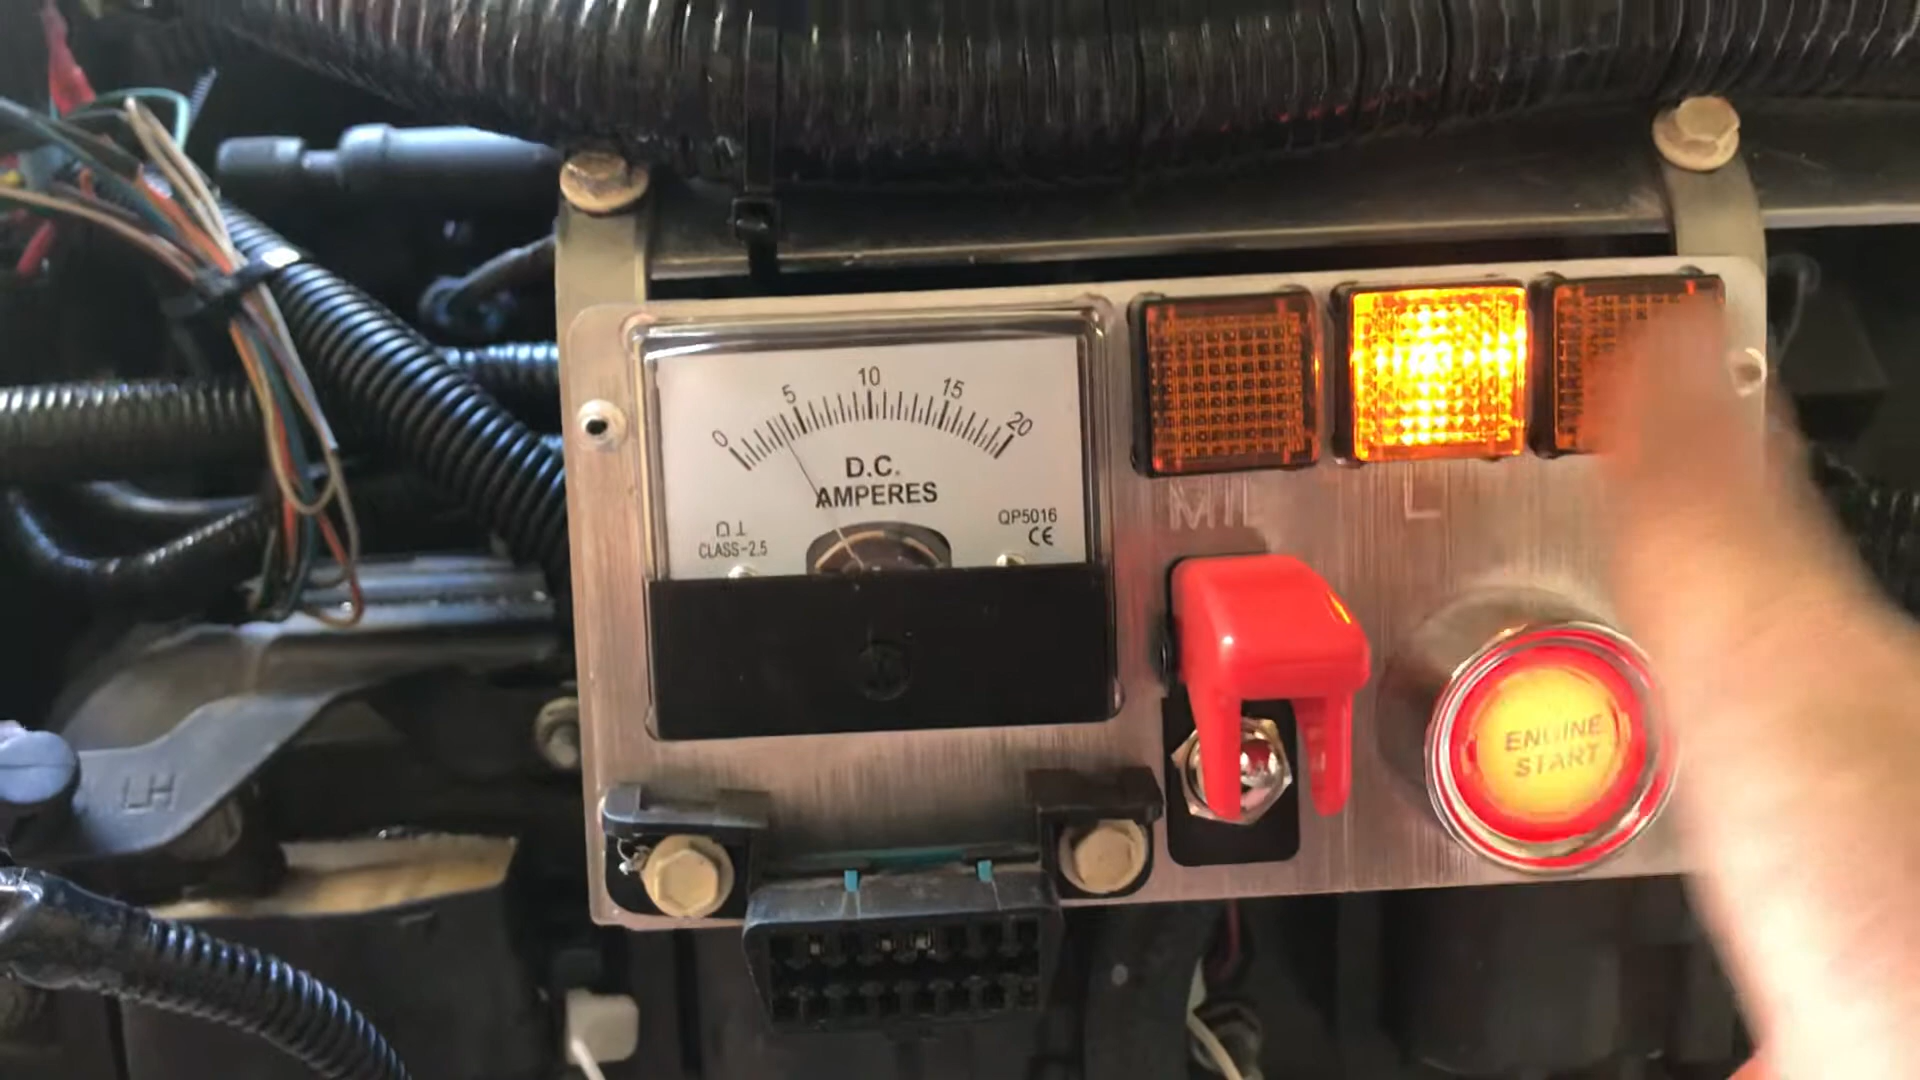 0 5 10 15 20
D.C.
AMPERES
CLASS-2.5
QP5016
CE
MIL
L
ENGINE
START
LH